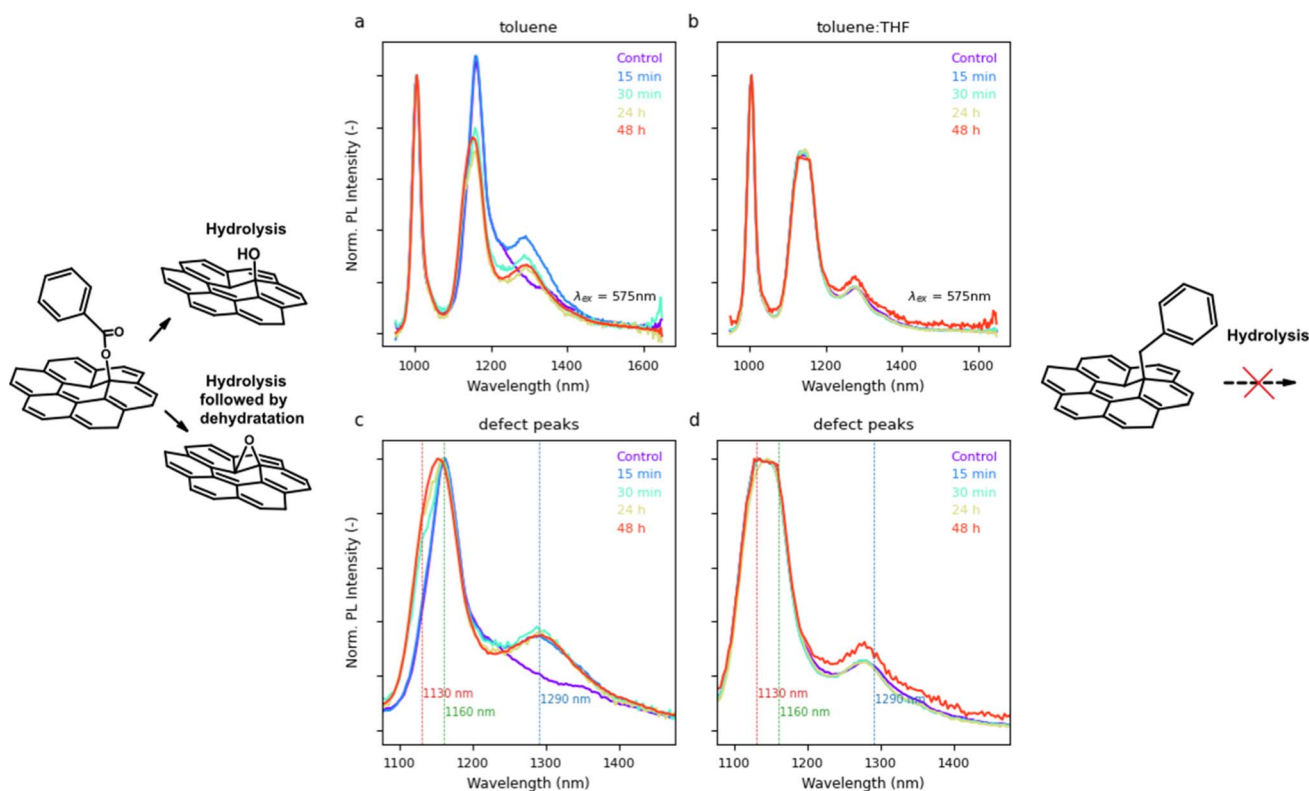 a
toluene
Norm. PL Intensity (-)
Control
15 min
30 min
24 h
48 h
λex = 575nm
1000
1200
1400
1600
Wavelength (nm)
b
toluene:THF
Control
15 min
30 min
24 h
48 h
λex = 575nm
1000
1200
1400
1600
Wavelength (nm)
Hydrolysis
HO
O
O
Hydrolysis
followed by
dehydratation
O
Hydrolysis
c
defect peaks
Norm. PL Intensity (-)
Control
15 min
30 min
24 h
48 h
1130 nm
1160 nm
1290 nm
1100
1200
1300
1400
Wavelength (nm)
d
defect peaks
Control
15 min
30 min
24 h
48 h
1130 nm
1160 nm
1290 nm
1100
1200
1300
1400
Wavelength (nm)